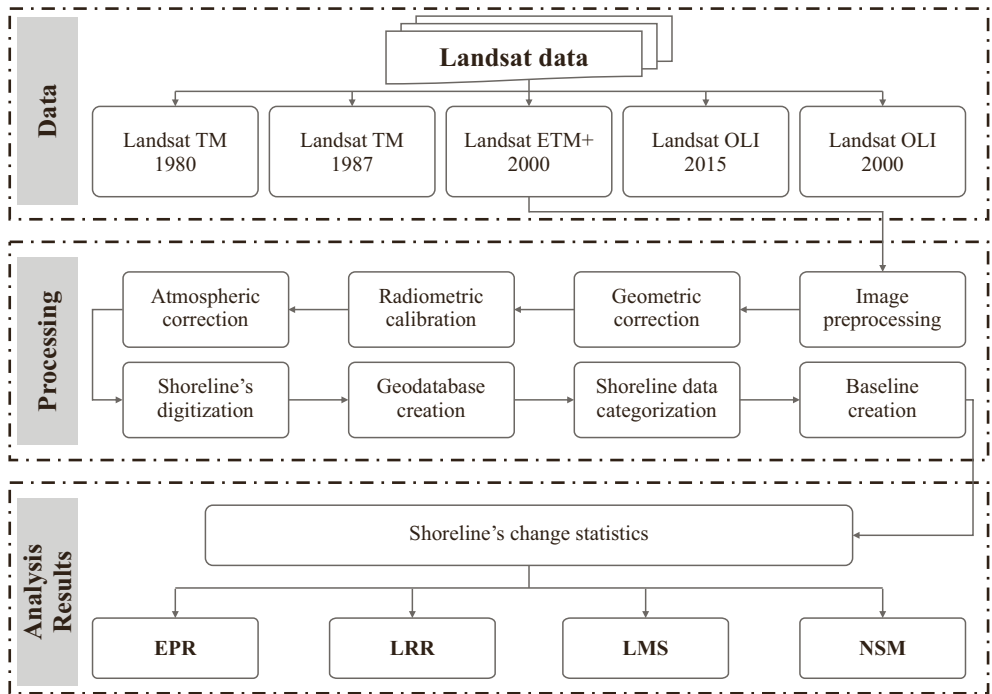 Data
Landsat data
Landsat TM
1980
Landsat TM
1987
Landsat ETM+
2000
Landsat OLI
2015
Landsat OLI
2000
Processing
Atmospheric
correction
Radiometric
calibration
Geometric
correction
Image
preprocessing
Shoreline’s
digitization
Geodatabase
creation
Shoreline data
categorization
Baseline
creation
Analysis
Results
Shoreline’s change statistics
EPR
LRR
LMS
NSM